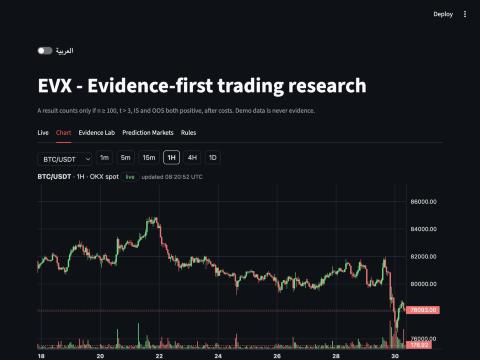 Deploy
العربية
EVX - Evidence-first trading research
A result counts only if n ≥ 100, t > 3, IS and OOS both positive, after costs. Demo data is never evidence.
Live Chart Evidence Lab Prediction Markets Rules
BTC/USDT 1m 5m 15m 1H 4H 1D
BTC/USDT · 1H · OKX spot live updated 08:20:52 UTC
86000.00
84000.00
82000.00
80000.00
78093.00
76000.00
178.92
18 20 22 24 26 28 30